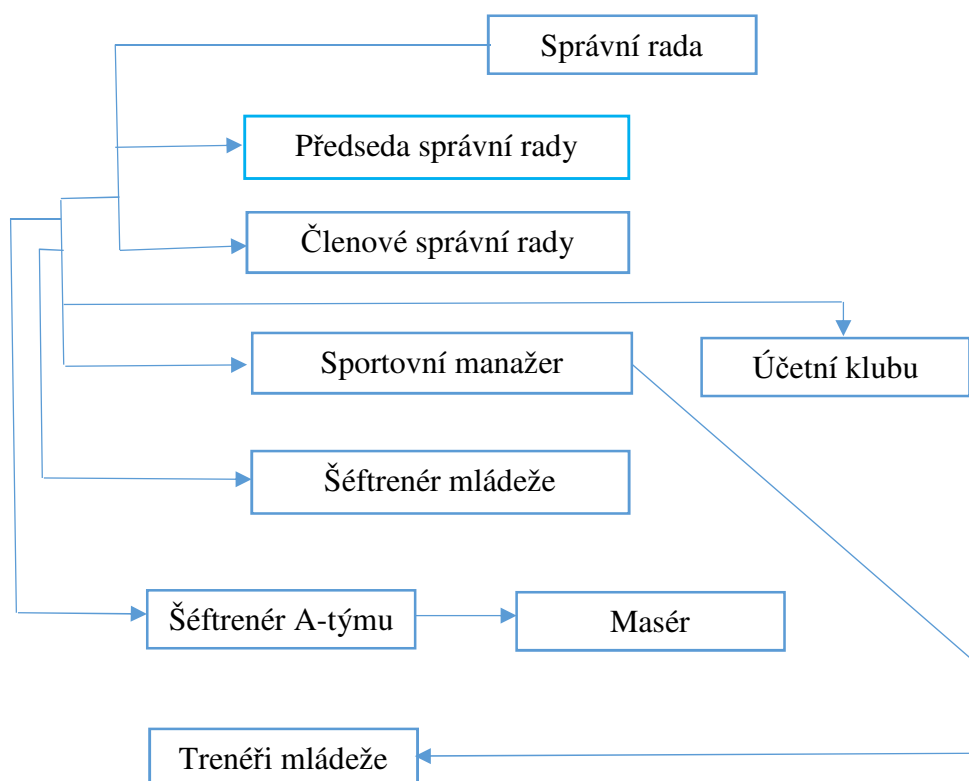 Správní rada
Předseda správní rady
Členové správní rady
Sportovní manažer
Účetní klubu
Šéftrenér mládeže
Šéftrenér A-týmu
Masér
Trenéři mládeže